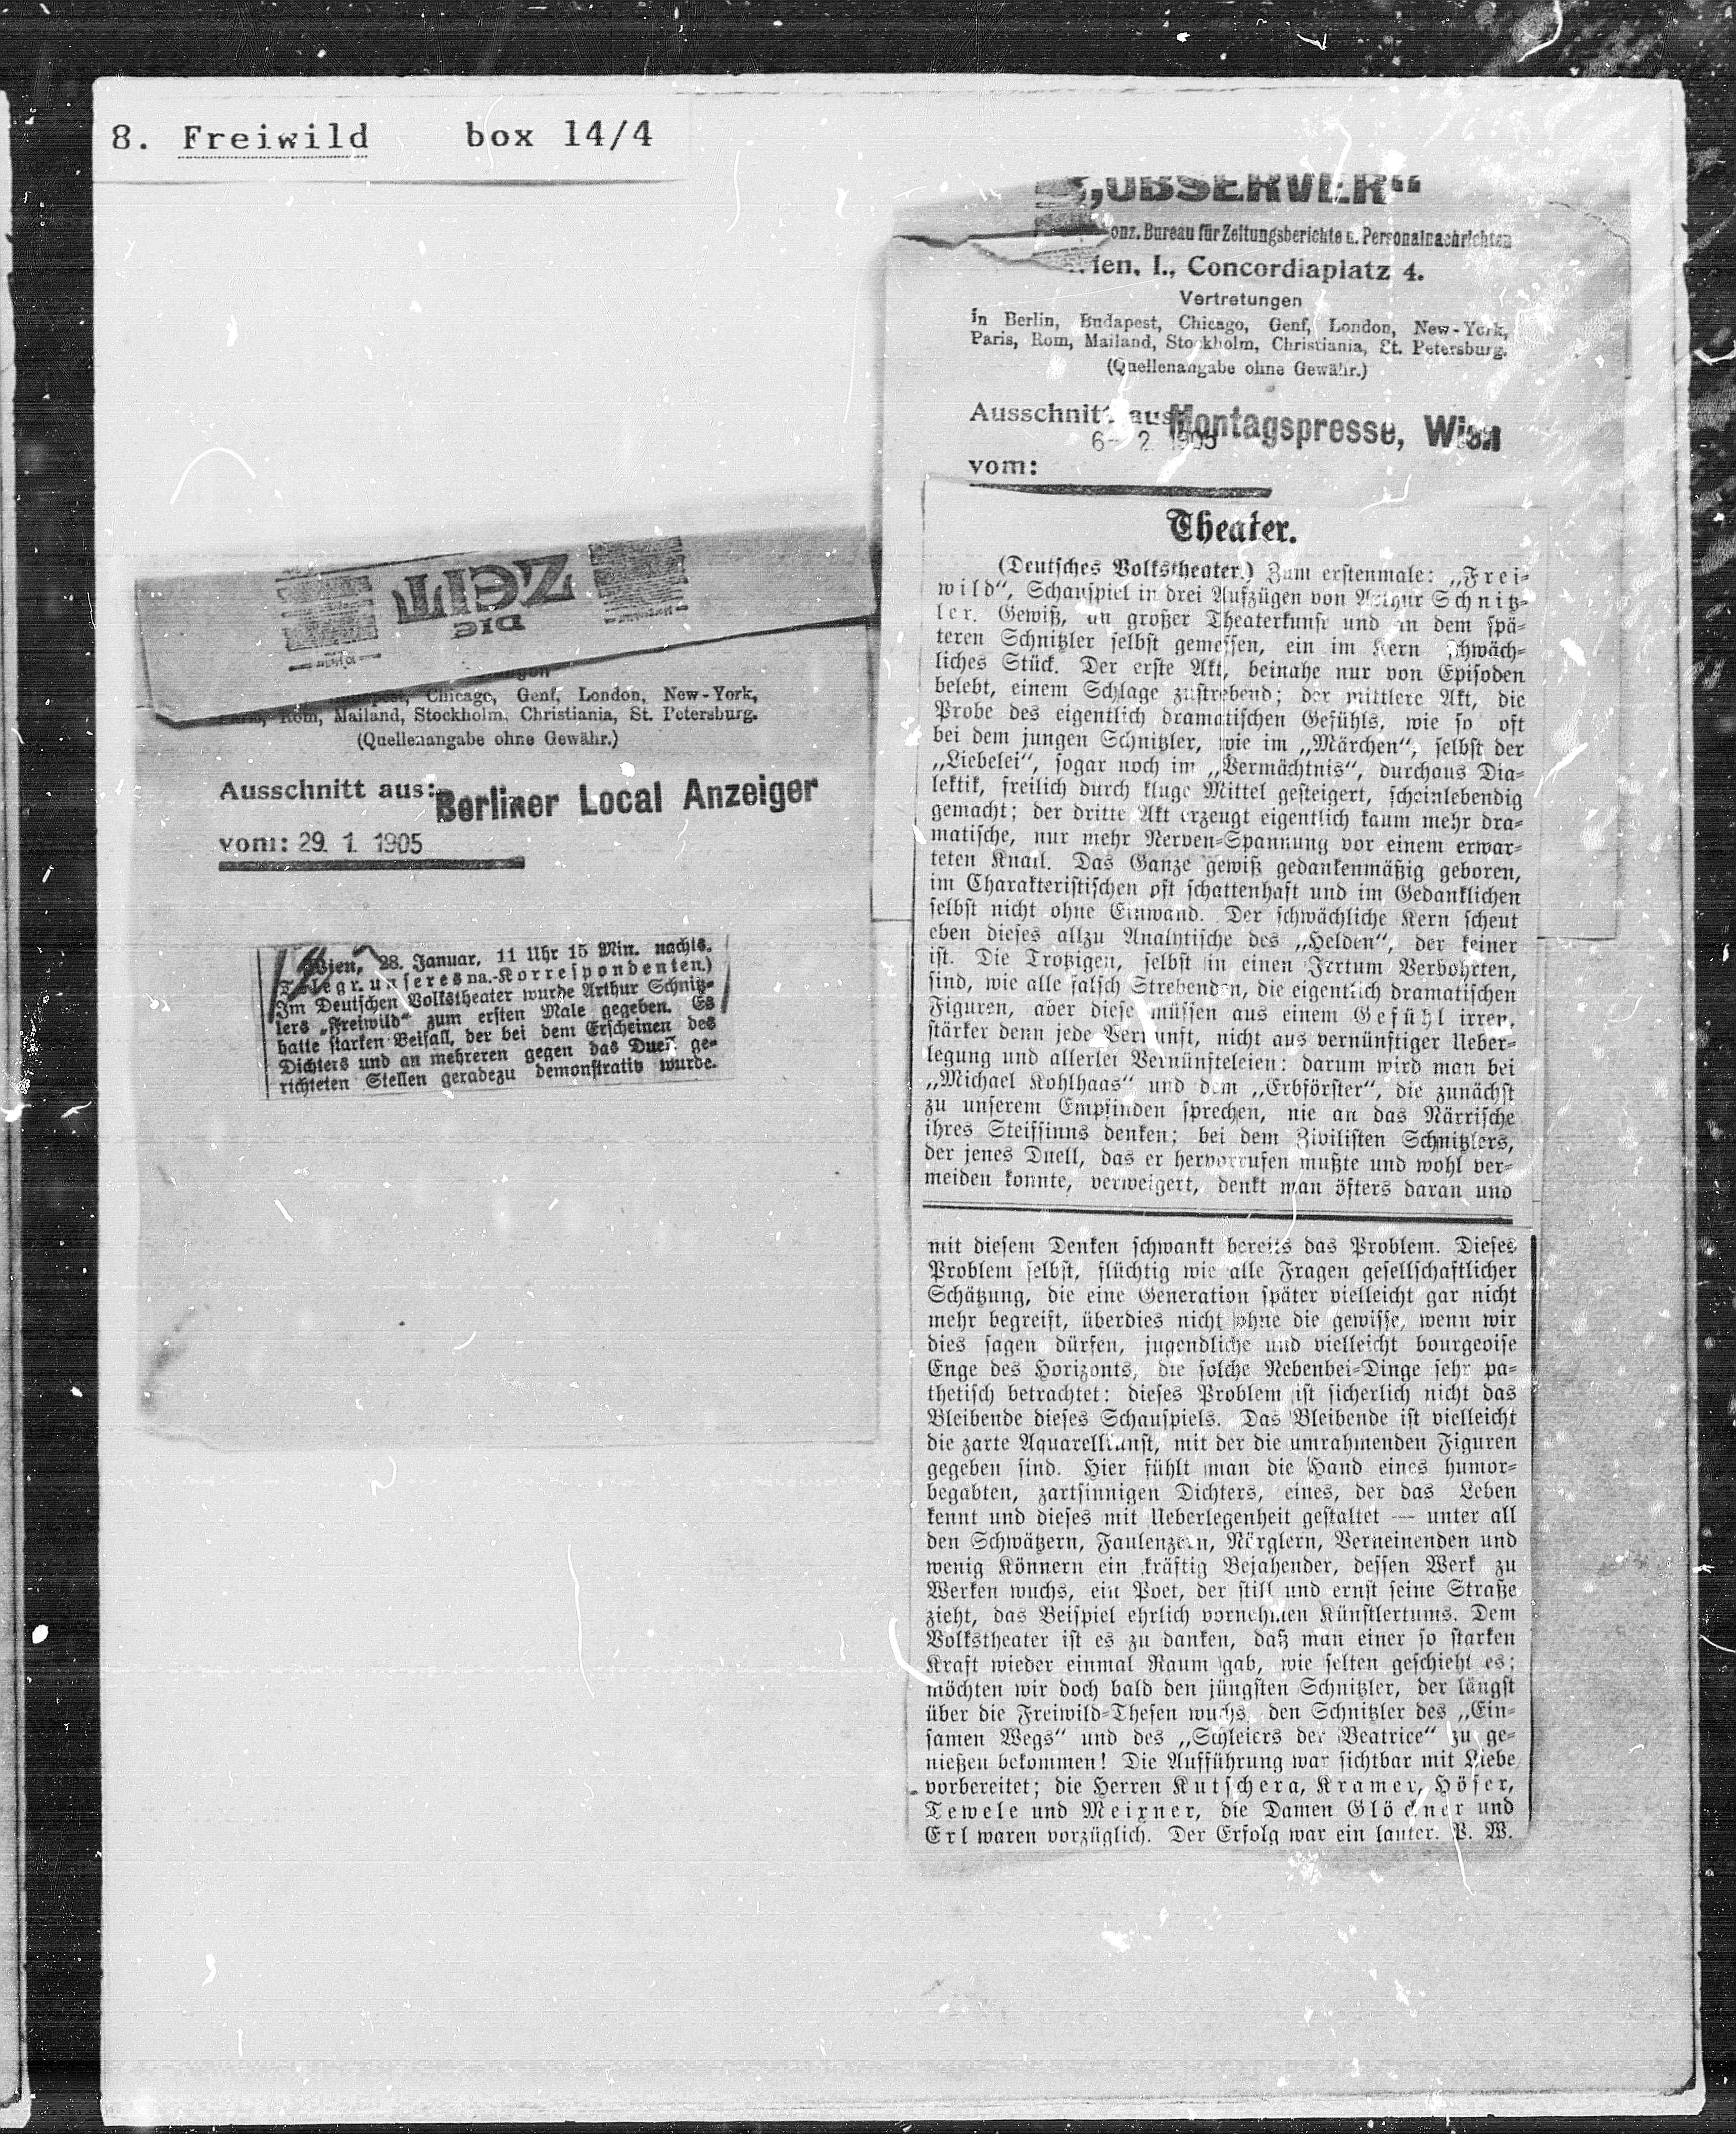 8. Freiwild box 14/4
DIE
ZEIT
Chicago, Genf, London, New-York,
Rom, Mailand, Stockholm, Christiania, St. Petersburg.
(Quellenangabe ohne Gewähr.)
Ausschnitt aus: Berliner Local Anzeiger
vom: 29. 1. 1905
Wien, 28. Januar, 11 Uhr 15 Min. nachts.
Telegr. unseres na.-Korrespondenten.)
Im Deutschen Volkstheater wurde Arthur Schnitz-
lers „Freiwild“ zum ersten Male gegeben. Es
hatte starken Beifall, der bei dem Erscheinen des
Dichters und an mehreren gegen das Duell ge-
richteten Stellen geradezu demonstrativ wurde.
„OBSERVER“
onz. Bureau für Zeitungsberichte u. Personalnachrichten
Wien, I., Concordiaplatz 4.
Vertretungen
in Berlin, Budapest, Chicago, Genf, London, New-York,
Paris, Rom, Mailand, Stockholm, Christiania, St. Petersburg.
(Quellenangabe ohne Gewähr.)
Ausschnitt aus: Montagspresse, Wien
6- 2 1905
vom:
Theater.
(Deutsches Volkstheater.) Zum erstenmale: „Frei-
wild“, Schauspiel in drei Aufzügen von Arthur Schnitz-
ler. Gewiß, an großer Theaterkunst und an dem spä-
teren Schnitzler selbst gemessen, ein im Kern schwäch-
liches Stück. Der erste Akt, beinahe nur von Episoden
belebt, einem Schlage zustrebend; der mittlere Akt, die
Probe des eigentlich dramatischen Gefühls, wie so oft
bei dem jungen Schnitzler, wie im „Märchen“, selbst der
„Liebelei“, sogar noch im „Vermächtnis“, durchaus Dia-
lektik, freilich durch kluge Mittel gesteigert, scheinlebendig
gemacht; der dritte Akt erzeugt eigentlich kaum mehr dra-
matische, nur mehr Nerven-Spannung vor einem erwar-
teten Knall. Das Ganze gewiß gedankenmäßig geboren,
im Charakteristischen oft schattenhaft und im Gedanklichen
selbst nicht ohne Einwand. Der schwächliche Kern scheut
eben dieses allzu Analytische des „Helden“, der keiner
ist. Die Trotzigen, selbst in einen Irrtum Verbohrten,
sind, wie alle falsch Strebenden, die eigentlich dramatischen
Figuren, aber diese müssen aus einem Gefühl irren,
stärker denn jede Vernunft, nicht aus vernünftiger Ueber-
legung und allerlei Vernünfteleien: darum wird man bei
„Michael Kohlhaas“ und dem „Erbförster“, die zunächst
zu unserem Empfinden sprechen, nie an das Närrische
ihres Steifsinns denken; bei dem Zivilisten Schnitzlers,
der jenes Duell, das er hervorrufen mußte und wohl ver-
meiden konnte, verweigert, denkt man öfters daran und
mit diesem Denken schwankt bereits das Problem. Dieses
Problem selbst, flüchtig wie alle Fragen gesellschaftlicher
Schätzung, die eine Generation später vielleicht gar nicht
mehr begreift, überdies nicht ohne die gewisse, wenn wir
dies sagen dürfen, jugendliche und vielleicht bourgeoise
Enge des Horizonts, die solche Nebenbei-Dinge sehr pa-
thetisch betrachtet: dieses Problem ist sicherlich nicht das
Bleibende dieses Schauspiels. Das Bleibende ist vielleicht
die zarte Aquarellkunst, mit der die umrahmenden Figuren
gegeben sind. Hier fühlt man die Hand eines humor-
begabten, zartsinnigen Dichters, eines, der das Leben
kennt und dieses mit Ueberlegenheit gestaltet — unter all
den Schwätzern, Faulenzern, Nörglern, Verneinenden und
wenig Könnern ein kräftig Bejahender, dessen Werk zu
Werken wuchs, ein Poet, der still und ernst seine Straße
zieht, das Beispiel ehrlich vornehmen Künstlertums. Dem
Volkstheater ist es zu danken, daß man einer so starken
Kraft wieder einmal Raum gab, wie selten geschieht es;
möchten wir doch bald den jüngsten Schnitzler, der längst
über die Freiwild-Thesen wuchs, den Schnitzler des „Ein-
samen Wegs“ und des „Schleiers der Beatrice“ zu ge-
nießen bekommen! Die Aufführung war sichtbar mit Liebe
vorbereitet; die Herren Kutschera, Kramer, Höfer,
Tewele und Meixner, die Damen Glöckner und
Erl waren vorzüglich. Der Erfolg war ein lauter. P. W.